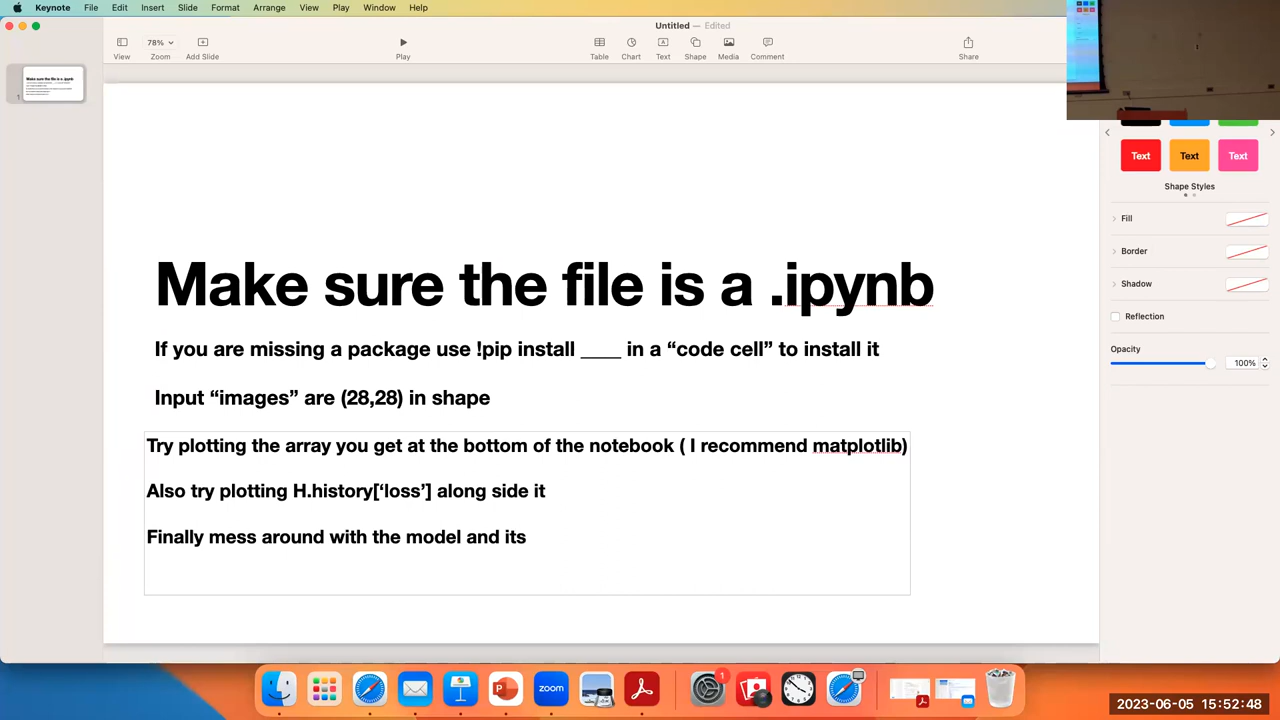 Keynote File Edit Insert Slide Format Arrange View Play Window Help
Untitled — Edited
78%
View Zoom Add Slide Play Table Chart Text Shape Media Comment Share
1
Make sure the file is a .ipynb
If you are missing a package use !pip install ____ in a “code cell” to install it
Input “images” are (28,28) in shape
Try plotting the array you get at the bottom of the notebook ( I recommend matplotlib)
Also try plotting H.history[‘loss’] along side it
Finally mess around with the model and its
Text Text Text
Shape Styles
Fill
Border
Shadow
Reflection
Opacity
100%
zoom
1
2023-06-05 15:52:48